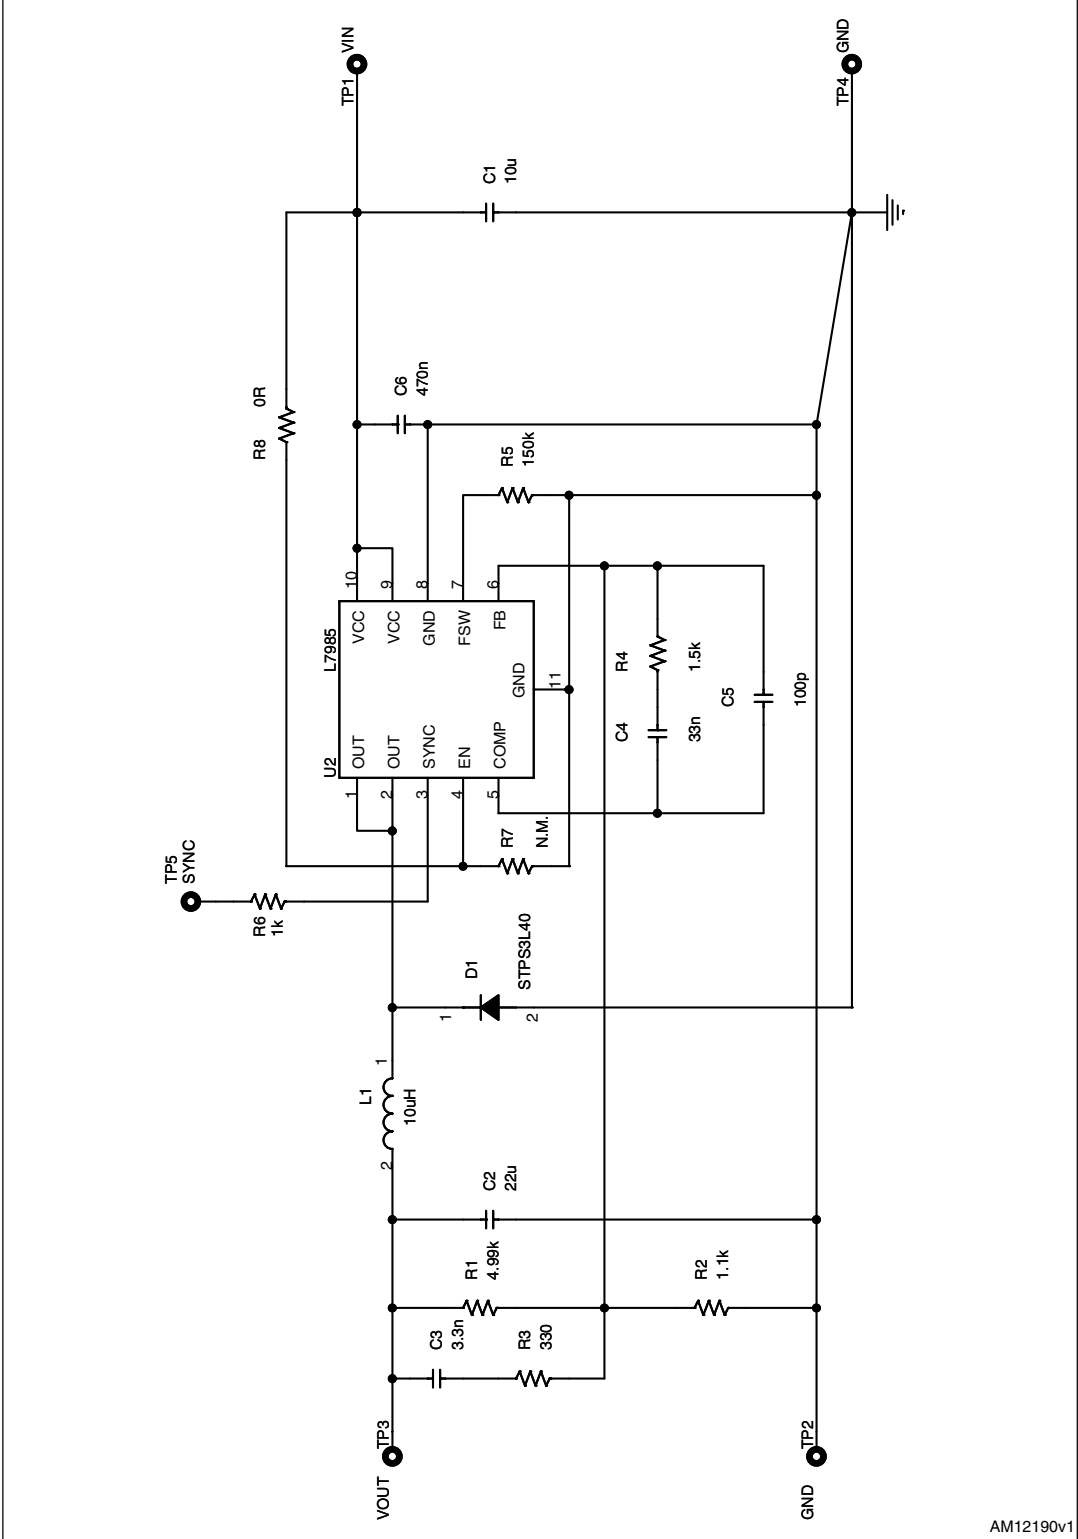 VIN
TP1
GND
TP4
C1
10u
R8
0R
C6
470n
R5
150k
TP5
SYNC
R6
1k
U2
L7985
1
OUT
VCC
10
2
OUT
VCC
9
3
SYNC
GND
8
4
EN
FSW
7
5
COMP
FB
6
GND
11
R7
N.M.
C4
33n
R4
1.5k
C5
100p
D1
STPS3L40
1
2
L1
10uH
1
2
C2
22u
R1
4.99k
C3
3.3n
R3
330
R2
1.1k
TP3
VOUT
TP2
GND
AM12190v1